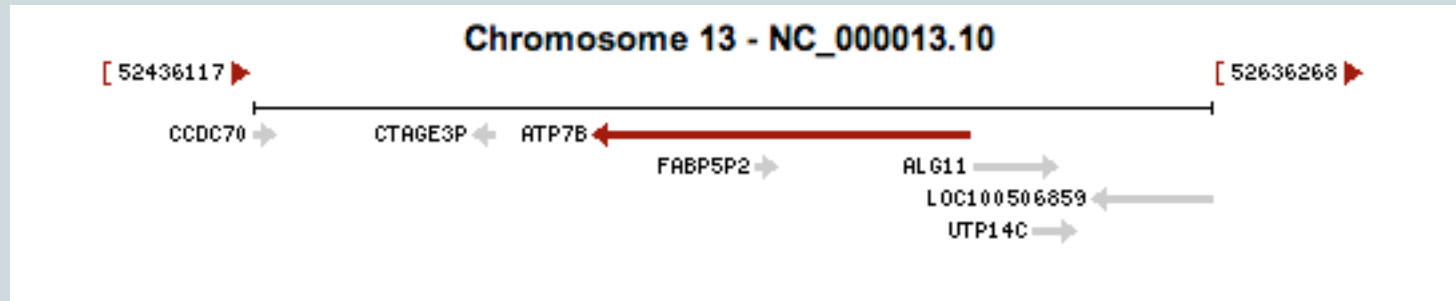 Chromosome 13 - NC_000013.10
[ 52436117 [ 52636268
CCDC70 CTAGE3P ATP7B
FABP5P2 ALG11
LOC100506859
UTP14C